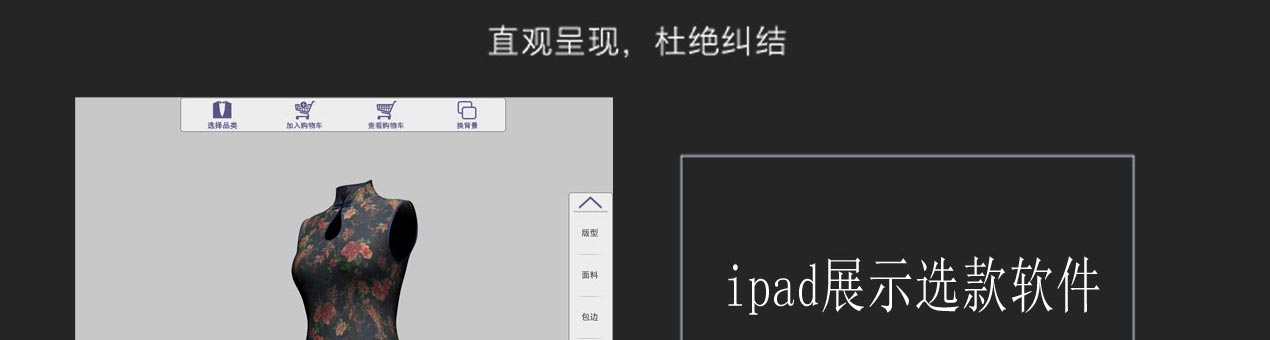 直观呈现，杜绝纠结
选择品类 加入购物车 查看购物车 换背景
版型
面料
包边
ipad展示选款软件